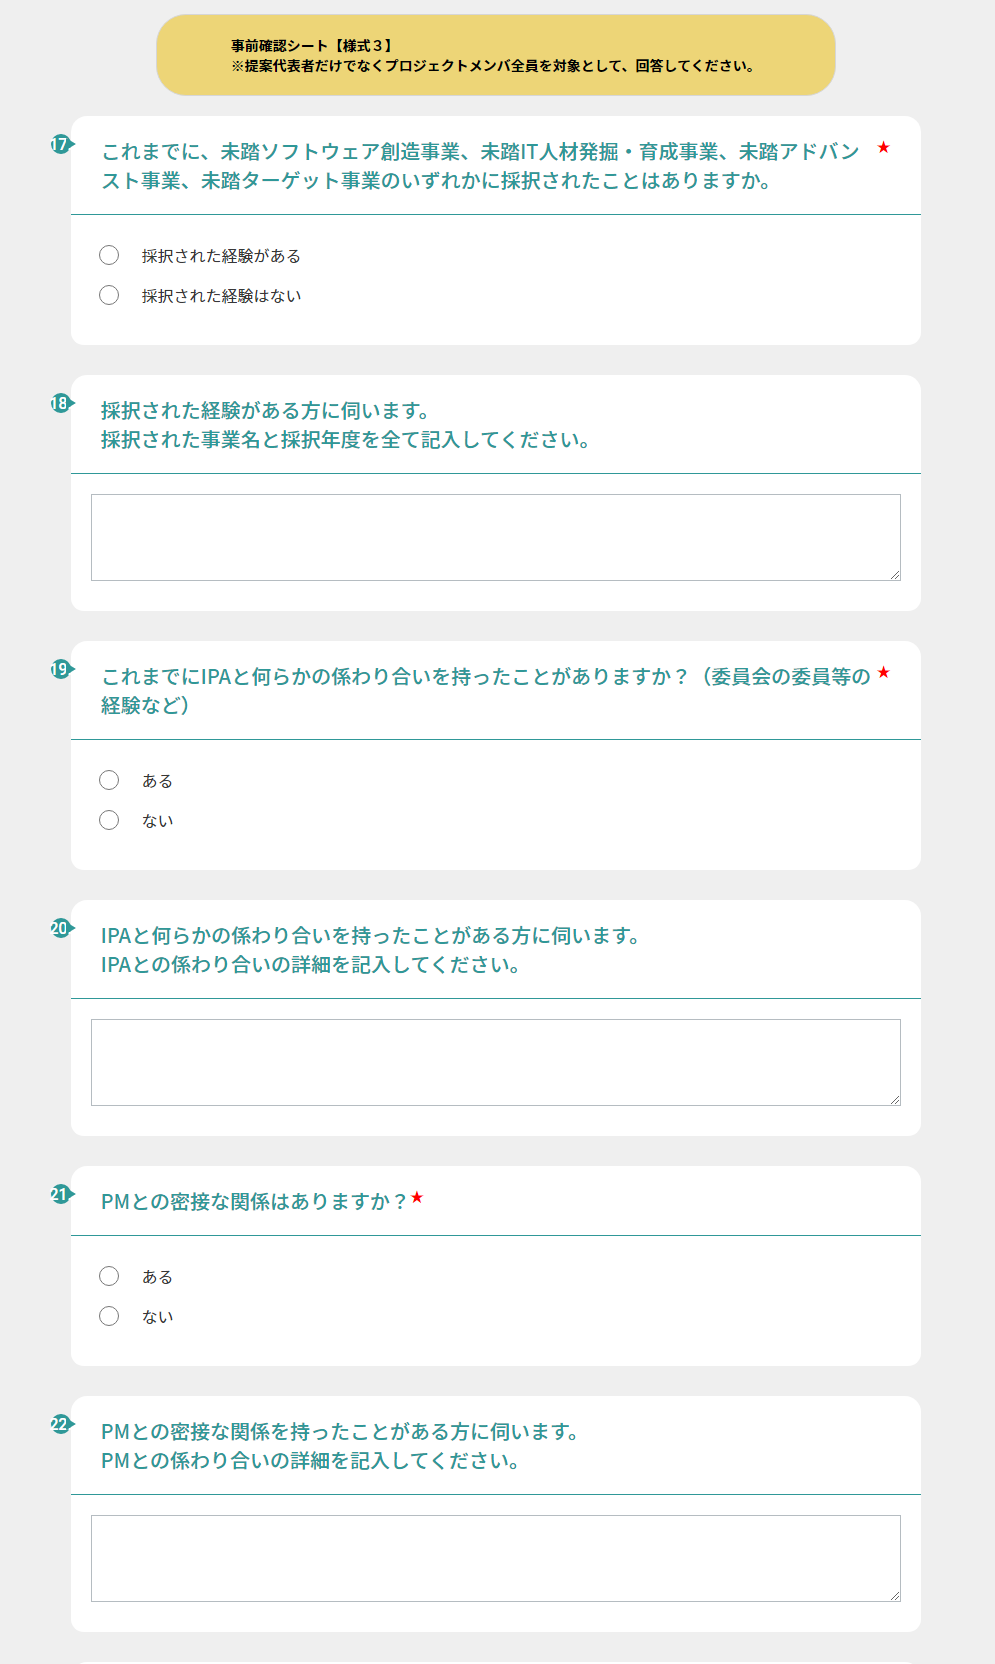 事前確認シート【様式３】
※提案代表者だけでなくプロジェクトメンバ全員を対象として、回答してください。
17
これまでに、未踏ソフトウェア創造事業、未踏IT人材発掘・育成事業、未踏アドバン ★
スト事業、未踏ターゲット事業のいずれかに採択されたことはありますか。
採択された経験がある
採択された経験はない
18
採択された経験がある方に伺います。
採択された事業名と採択年度を全て記入してください。
19
これまでにIPAと何らかの係わり合いを持ったことがありますか？（委員会の委員等の ★
経験など）
ある
ない
20
IPAと何らかの係わり合いを持ったことがある方に伺います。
IPAとの係わり合いの詳細を記入してください。
21
PMとの密接な関係はありますか？★
ある
ない
22
PMとの密接な関係を持ったことがある方に伺います。
PMとの係わり合いの詳細を記入してください。